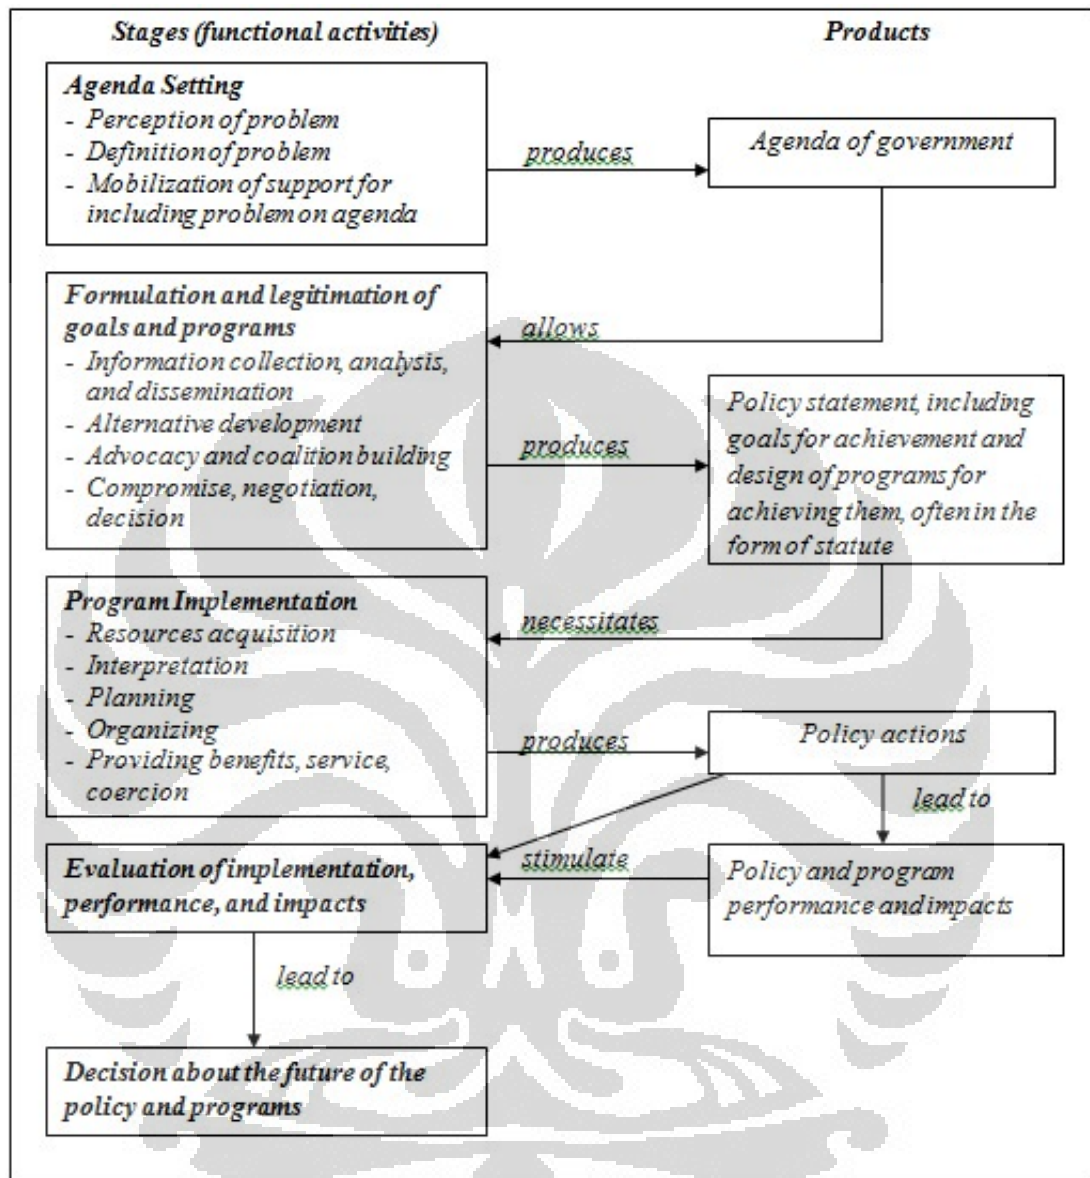 Stages (functional activities)
Products
Agenda Setting
- Perception of problem
- Definition of problem
- Mobilization of support for
including problem on agenda
produces
Agenda of government
Formulation and legitimation of
goals and programs
- Information collection, analysis,
and dissemination
- Alternative development
- Advocacy and coalition building
- Compromise, negotiation,
decision
allows
produces
Policy statement, including
goals for achievement and
design of programs for
achieving them, often in the
form of statute
Program Implementation
- Resources acquisition
- Interpretation
- Planning
- Organizing
- Providing benefits, service,
coercion
necessitates
produces
Policy actions
lead to
Evaluation of implementation,
performance, and impacts
stimulate
Policy and program
performance and impacts
lead to
Decision about the future of the
policy and programs